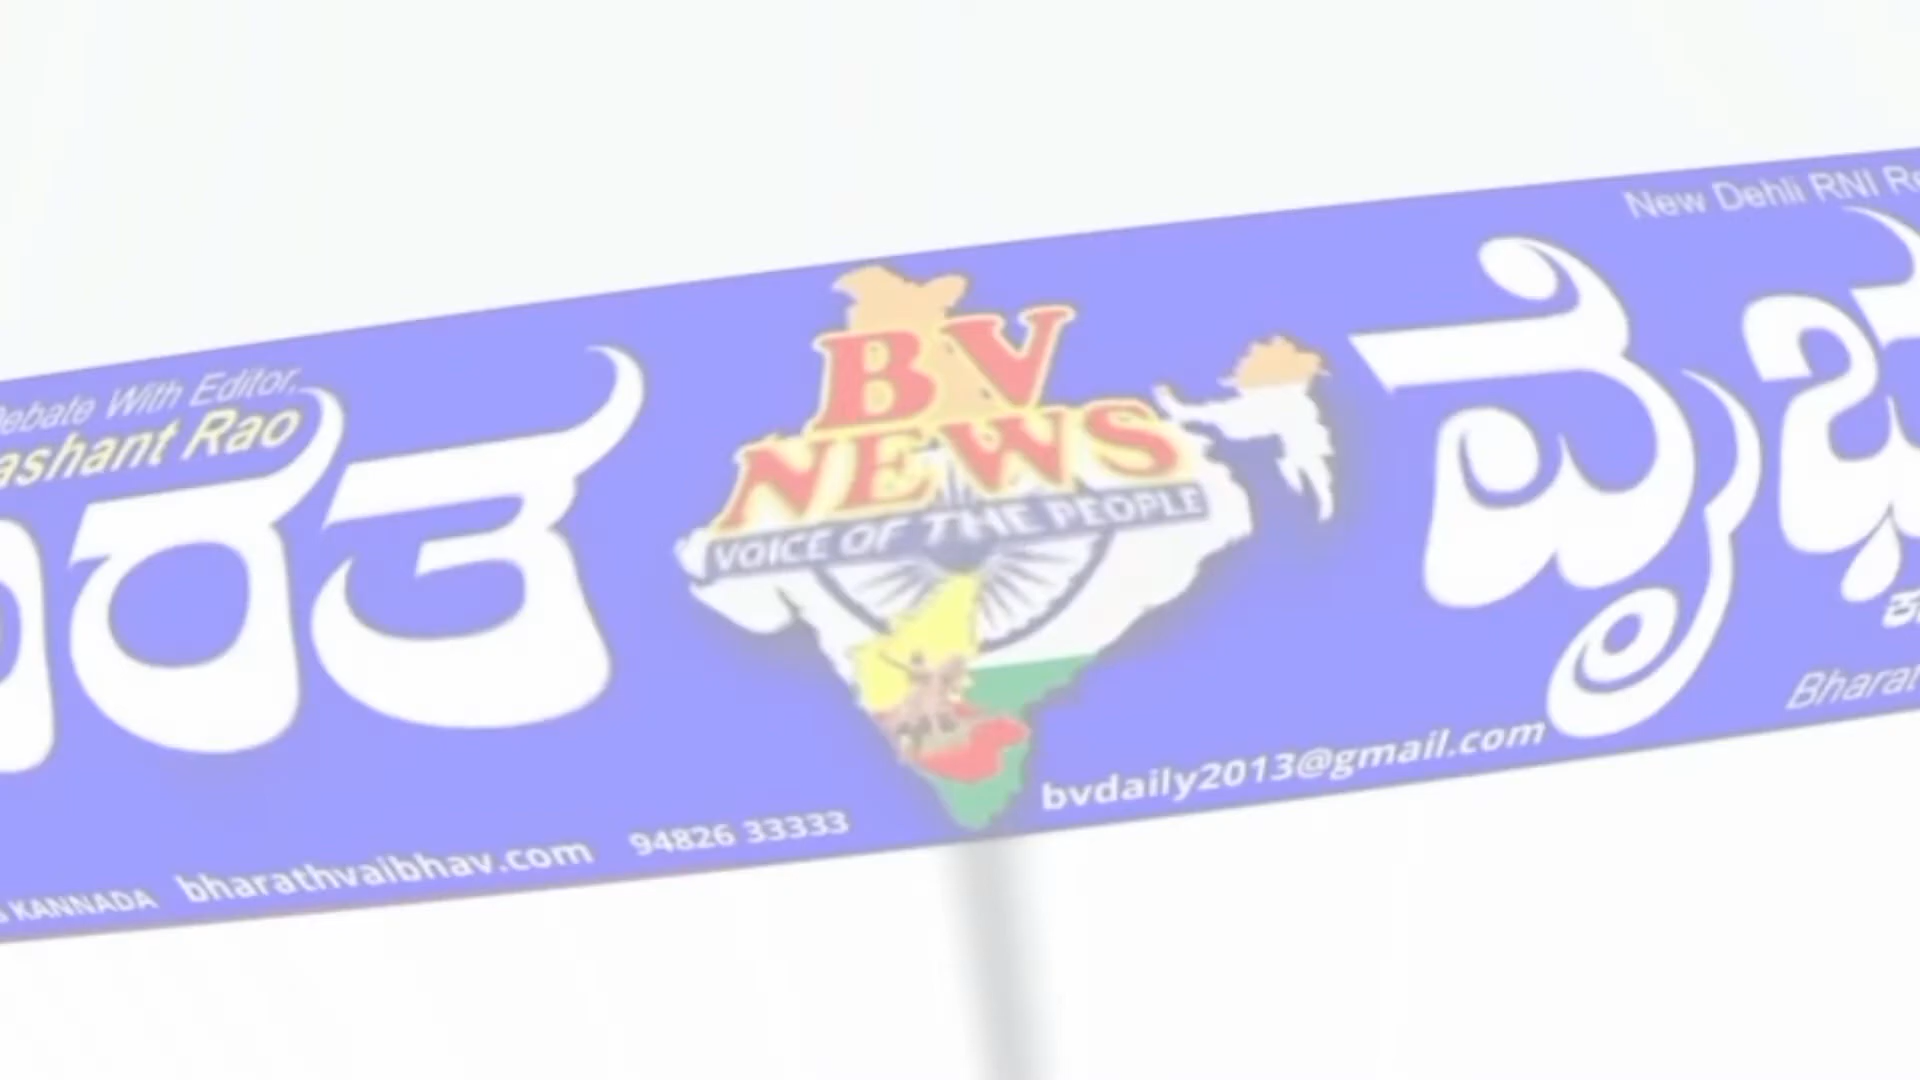 New Dehli RNI
Debate With Editor,
ashant Rao
ರತ
BV
NEWS
VOICE OF THE PEOPLE
ವೈಭ
KANNADA bharathvaibhav.com 94826 33333
bvdaily2013@gmail.com
Bharat